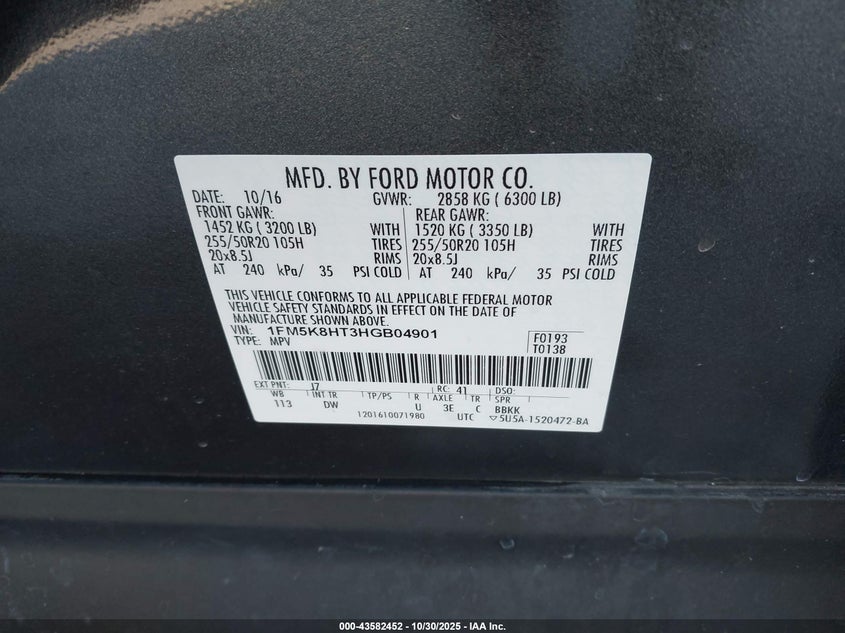 MFD. BY FORD MOTOR CO.
DATE: 10/16 GVWR: 2858 KG ( 6300 LB)
FRONT GAWR: REAR GAWR:
1452 KG ( 3200 LB) WITH 1520 KG ( 3350 LB) WITH
255/50R20 105H TIRES 255/50R20 105H TIRES
20x8.5J RIMS 20x8.5J RIMS
AT 240 kPa/ 35 PSI COLD AT 240 kPa/ 35 PSI COLD
THIS VEHICLE CONFORMS TO ALL APPLICABLE FEDERAL MOTOR
VEHICLE SAFETY STANDARDS IN EFFECT ON THE DATE OF
MANUFACTURE SHOWN ABOVE.
VIN: 1FM5K8HT3HGB04901 F0193
TYPE: MPV T0138
EXT PNT: J7 RC: 41 DSO:
WB INT TR TP/PS R AXLE TR SPR
113 DW U 3E C BBKK
1201610071980 UTC ▽5U5A-1520472-BA
000-43582452 - 10/30/2025 - IAA Inc.